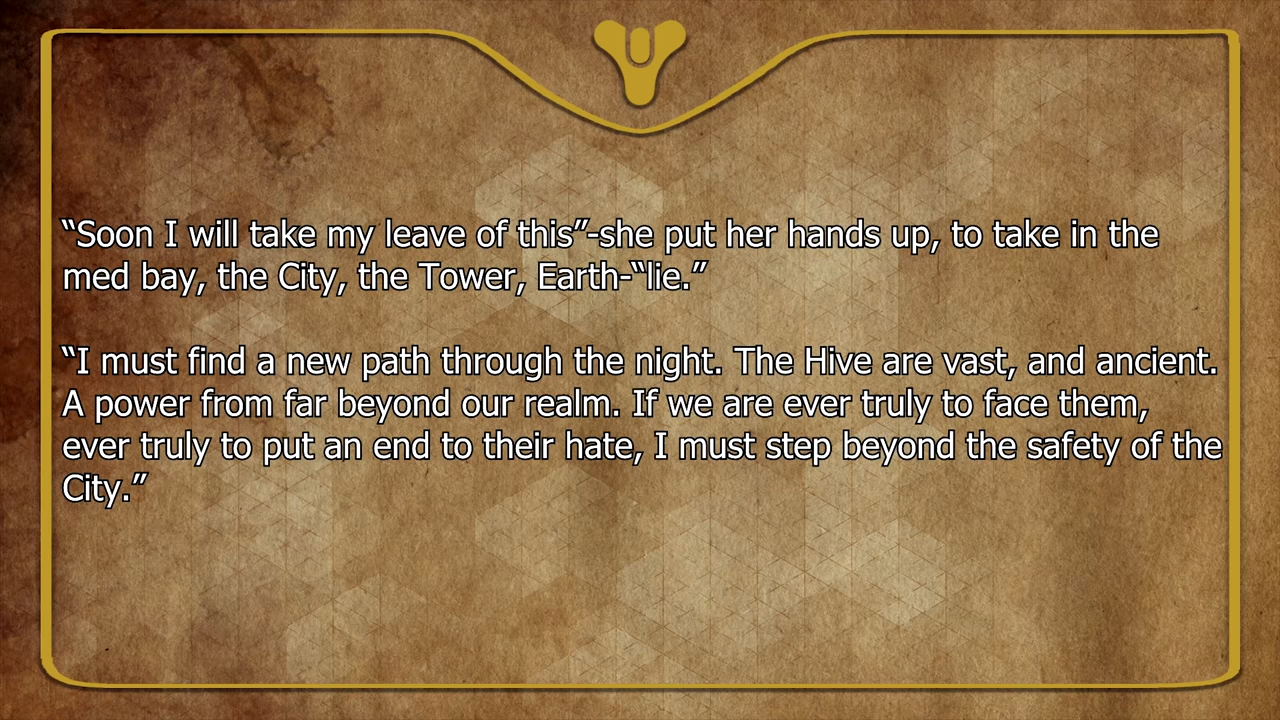 “Soon I will take my leave of this”-she put her hands up, to take in the
med bay, the City, the Tower, Earth-“lie.”
“I must find a new path through the night. The Hive are vast, and ancient.
A power from far beyond our realm. If we are ever truly to face them,
ever truly to put an end to their hate, I must step beyond the safety of the
City.”